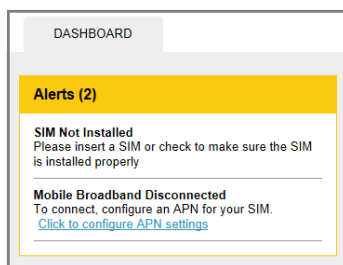 DASHBOARD
Alerts (2)
SIM Not Installed
Please insert a SIM or check to make sure the SIM
is installed properly
Mobile Broadband Disconnected
To connect, configure an APN for your SIM.
Click to configure APN settings